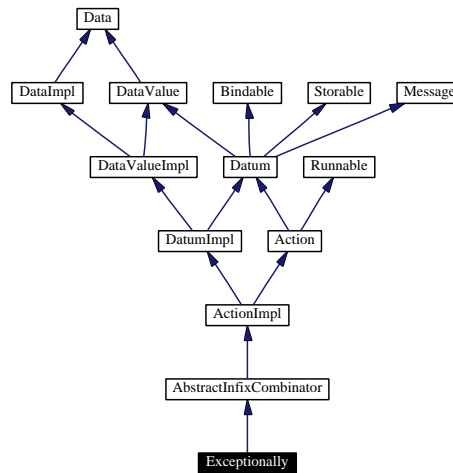 Data
DataImpl
DataValue
Bindable
Storable
Message
DataValueImpl
Datum
Runnable
DatumImpl
Action
ActionImpl
AbstractInfixCombinator
Exceptionally